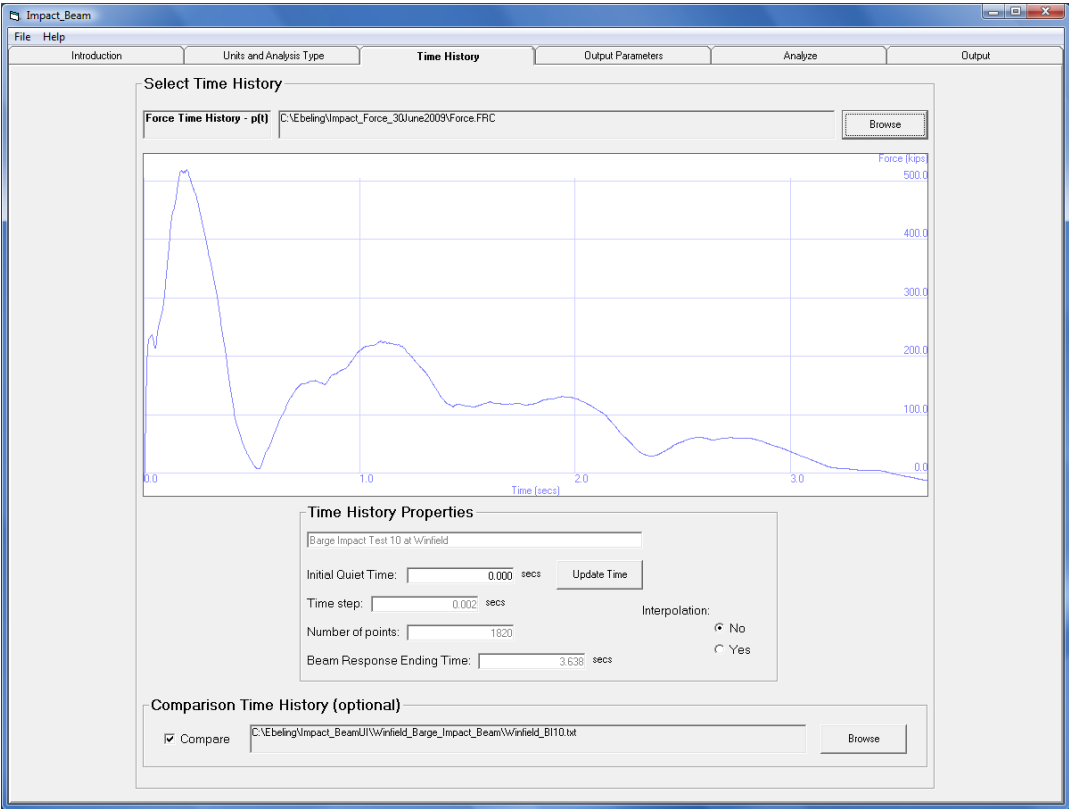 Impact_Beam
File Help
Introduction Units and Analysis Type Time History Output Parameters Analyze Output
Select Time History
Force Time History - p(t) C:\Ebeling\Impact_Force_30June2009\Force.FRC Browse
Force (kips)
500.0
400.0
300.0
200.0
100.0
0.0
0.0 1.0 2.0 3.0
Time (secs)
Time History Properties
Barge Impact Test 10 at Winfield
Initial Quiet Time: 0.000 secs Update Time
Time step: 0.002 secs
Interpolation:
Number of points: 1820
No
Yes
Beam Response Ending Time: 3.638 secs
Comparison Time History (optional)
Compare C:\Ebeling\Impact_BeamUI\Winfield_Barge_Impact_Beam\Winfield_BI10.txt Browse